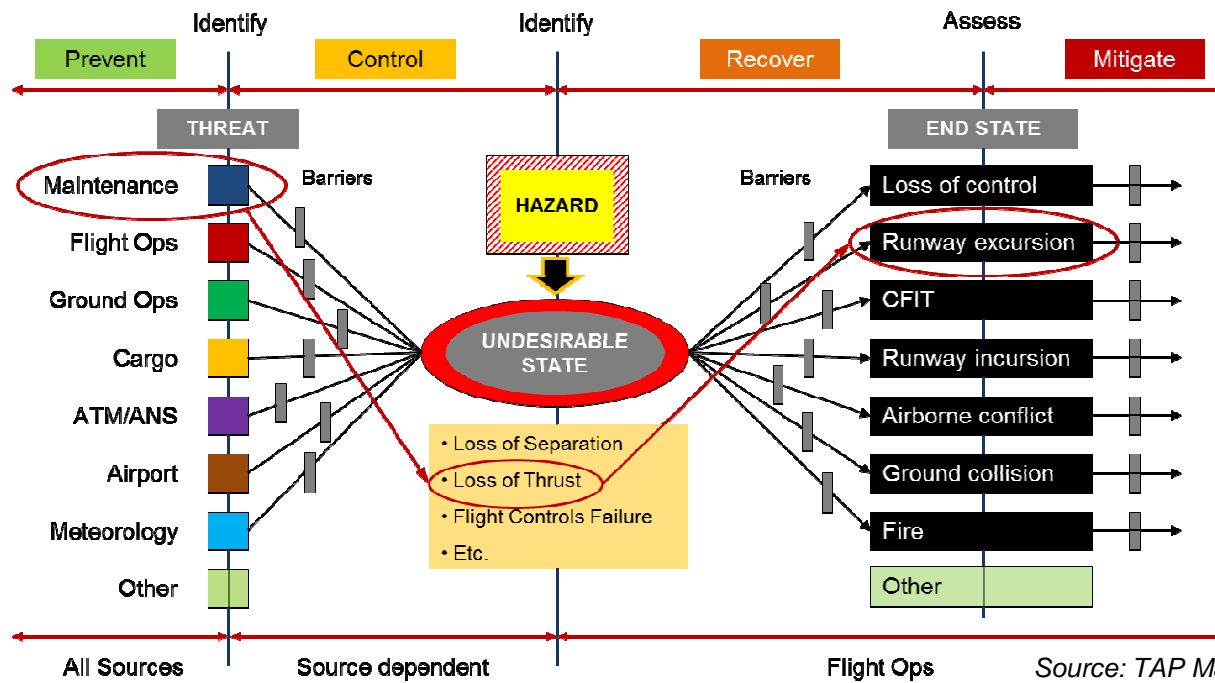 Identify
Identify
Assess
Prevent
Control
Recover
Mitigate
THREAT
END STATE
Maintenance
Barriers
HAZARD
Barriers
Loss of control
Flight Ops
Runway excursion
Ground Ops
CFIT
Cargo
UNDESIRABLE
STATE
Runway incursion
ATM/ANS
Airborne conflict
• Loss of Separation
Airport
• Loss of Thrust
Ground collision
Meteorology
• Flight Controls Failure
Fire
• Etc.
Other
Other
All Sources
Source dependent
Flight Ops
Source: TAP